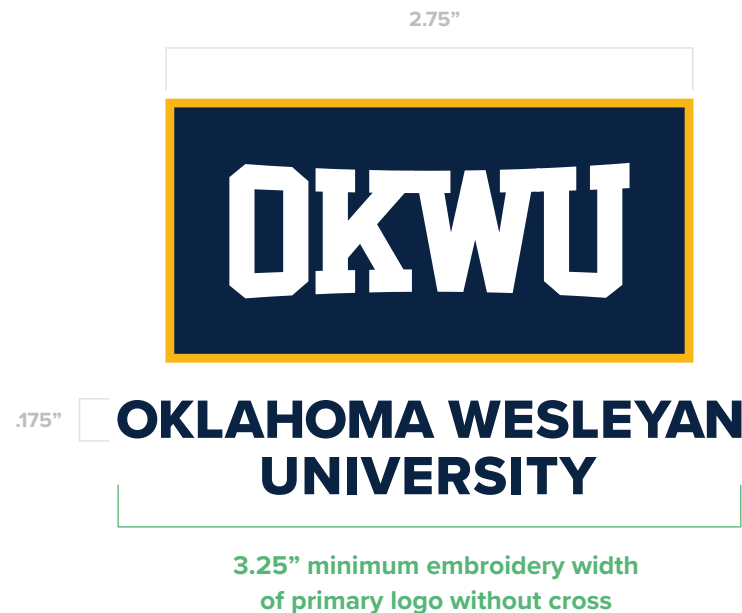 2.75”
OKWU
.175”
OKLAHOMA WESLEYAN
UNIVERSITY
3.25” minimum embroidery width
of primary logo without cross